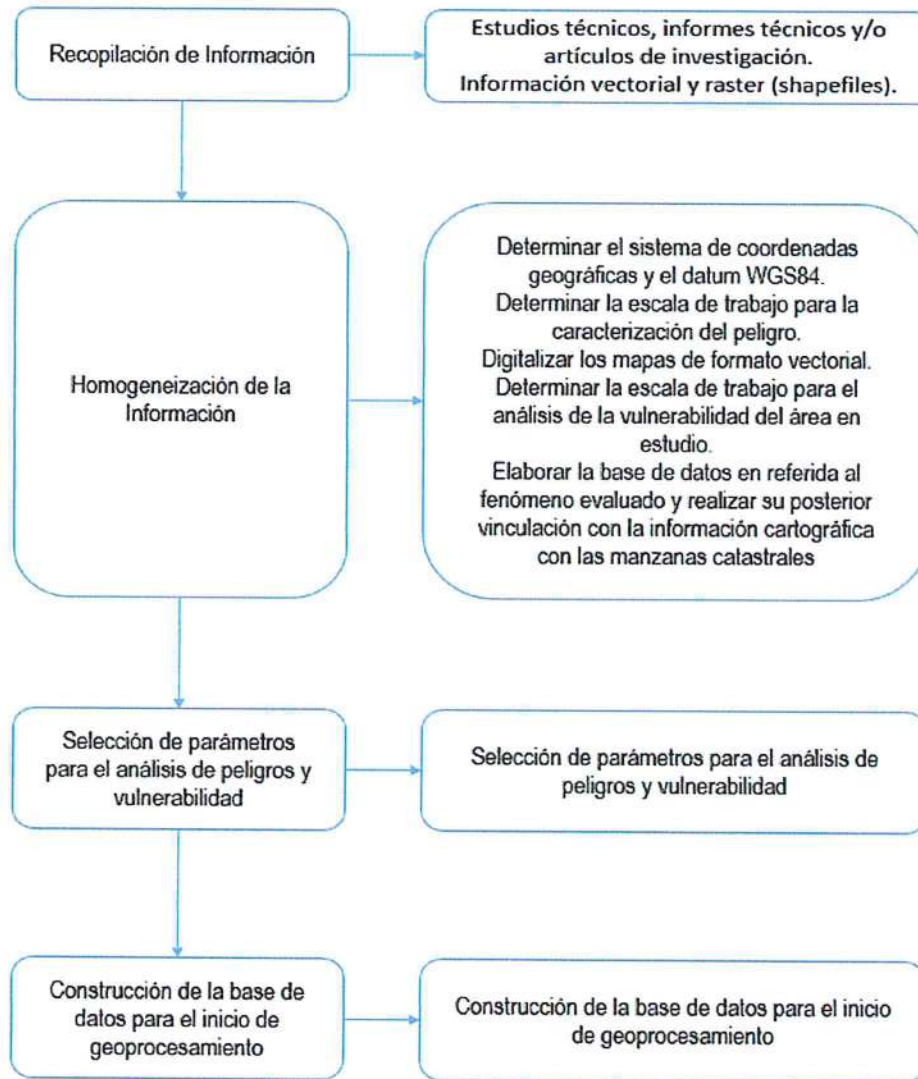 Recopilación de Información
Estudios técnicos, informes técnicos y/o
artículos de investigación.
Información vectorial y raster (shapefiles).
Homogeneización de la
Información
Determinar el sistema de coordenadas
geográficas y el datum WGS84.
Determinar la escala de trabajo para la
caracterización del peligro.
Digitalizar los mapas de formato vectorial.
Determinar la escala de trabajo para el
análisis de la vulnerabilidad del área en
estudio.
Elaborar la base de datos en referida al
fenómeno evaluado y realizar su posterior
vinculación con la información cartográfica
con las manzanas catastrales
Selección de parámetros
para el análisis de peligros y
vulnerabilidad
Selección de parámetros para el análisis de
peligros y vulnerabilidad
Construcción de la base de
datos para el inicio de
geoprocesamiento
Construcción de la base de datos para el inicio
de geoprocesamiento